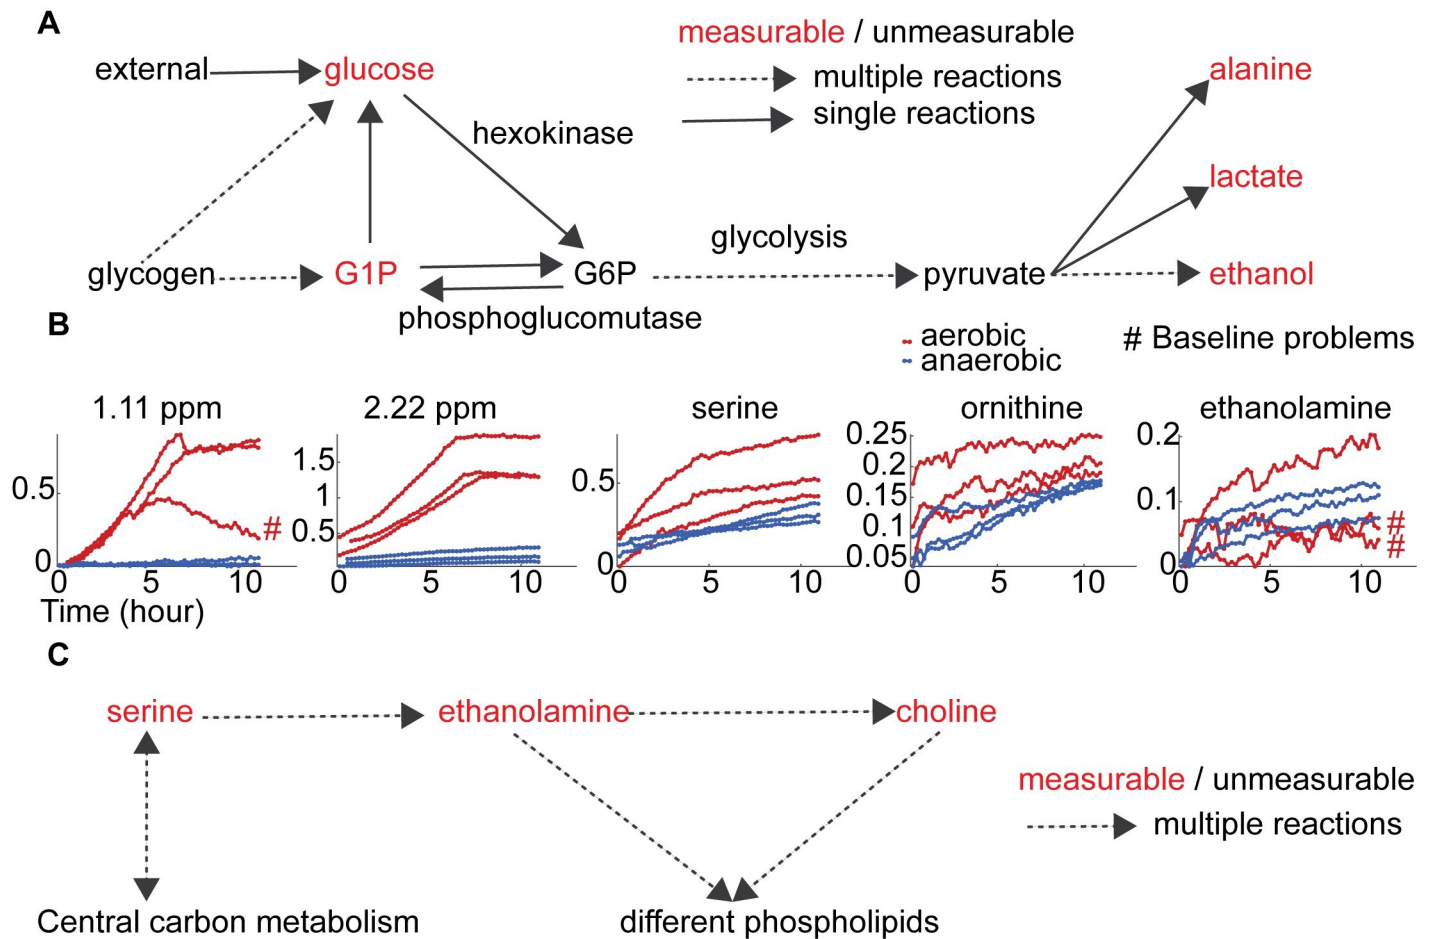 A
measurable / unmeasurable
external glucose multiple reactions alanine
single reactions
hexokinase
lactate
glycolysis
glycogen G1P G6P pyruvate ethanol
phosphoglucomutase
B
aerobic
anaerobic
# Baseline problems
1.11 ppm 2.22 ppm serine ornithine ethanolamine
0.5
0
#
0 5 10
Time (hour)
1.5
1
0.5
0 5 10
0.5
0
0 5 10
0.25
0.2
0.15
0.1
0.05
0 5 10
0.2
0.1
0
#
#
0 5 10
C
serine ethanolamine choline
measurable / unmeasurable
multiple reactions
Central carbon metabolism different phospholipids